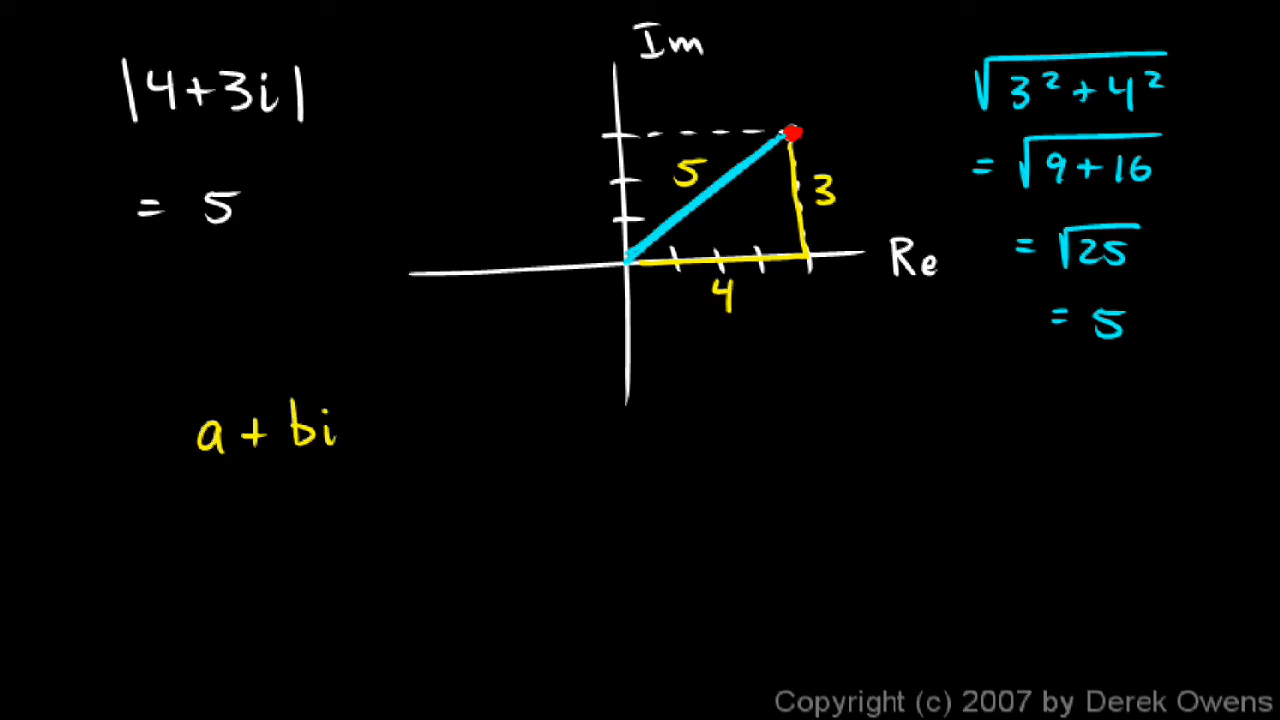 |4+3i|
= 5
a + bi
Im
5
3
4
Re
√(3² + 4²)
= √(9 + 16)
= √25
= 5
Copyright (c) 2007 by Derek Owens